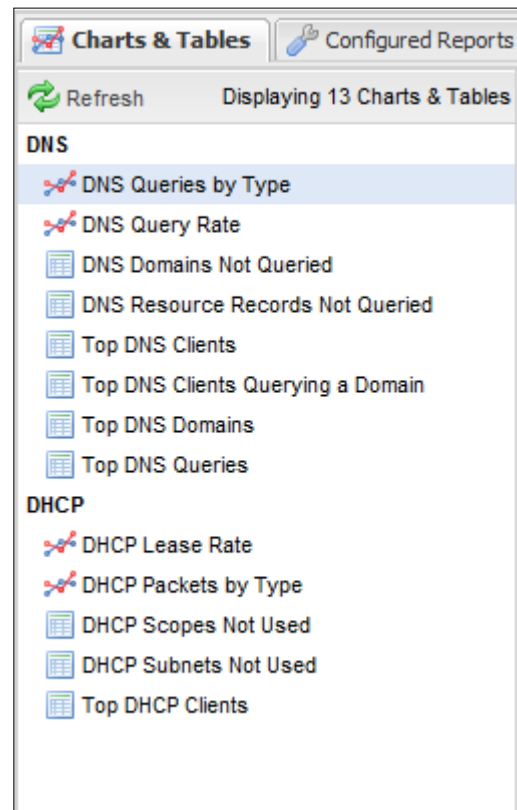 Charts & Tables Configured Reports
Refresh Displaying 13 Charts & Tables
DNS
DNS Queries by Type
DNS Query Rate
DNS Domains Not Queried
DNS Resource Records Not Queried
Top DNS Clients
Top DNS Clients Querying a Domain
Top DNS Domains
Top DNS Queries
DHCP
DHCP Lease Rate
DHCP Packets by Type
DHCP Scopes Not Used
DHCP Subnets Not Used
Top DHCP Clients